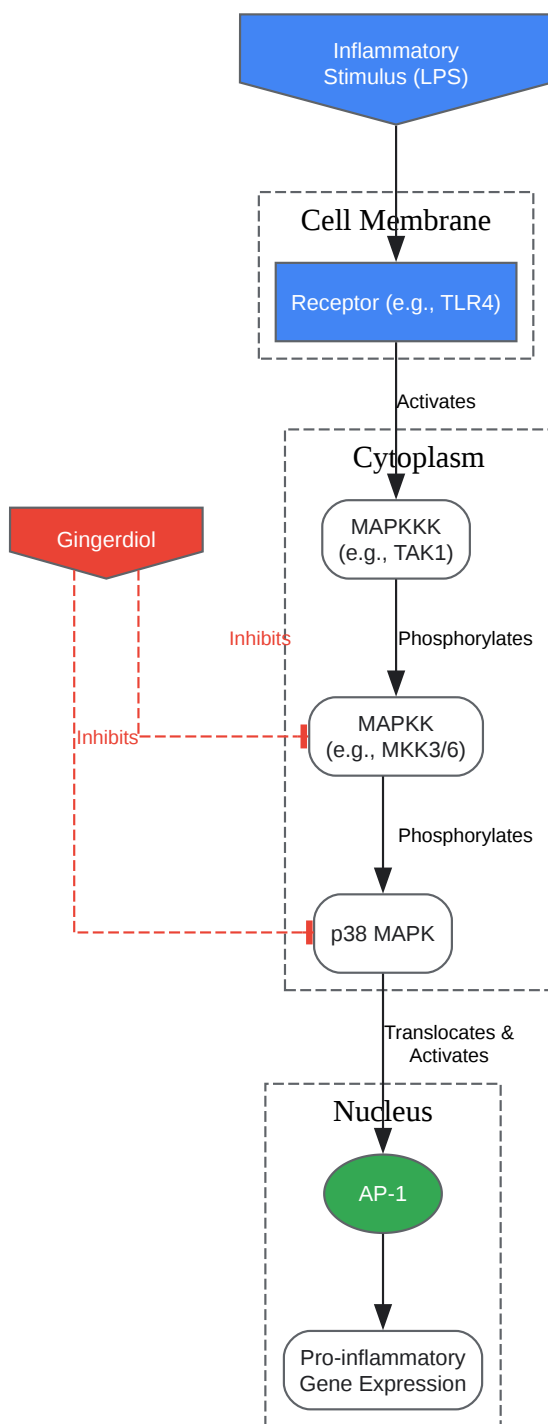 Inflammatory
Stimulus (LPS)
Cell Membrane
Receptor (e.g., TLR4)
Activates
Cytoplasm
MAPKKK
(e.g., TAK1)
Gingerdiol
Inhibits
Phosphorylates
MAPKK
(e.g., MKK3/6)
Inhibits
Phosphorylates
p38 MAPK
Translocates &
Activates
Nucleus
AP-1
Pro-inflammatory
Gene Expression